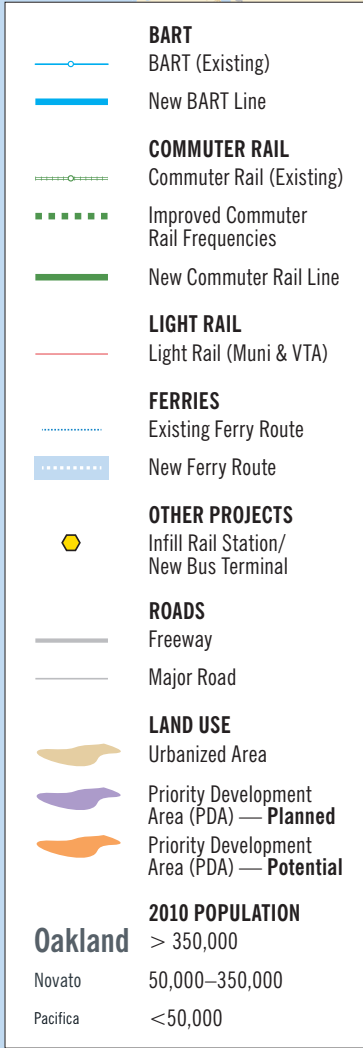 BART
BART (Existing)
New BART Line
COMMUTER RAIL
Commuter Rail (Existing)
Improved Commuter
Rail Frequencies
New Commuter Rail Line
LIGHT RAIL
Light Rail (Muni & VTA)
FERRIES
Existing Ferry Route
New Ferry Route
OTHER PROJECTS
Infill Rail Station/
New Bus Terminal
ROADS
Freeway
Major Road
LAND USE
Urbanized Area
Priority Development
Area (PDA) — Planned
Priority Development
Area (PDA) — Potential
2010 POPULATION
Oakland > 350,000
Novato 50,000–350,000
Pacifica <50,000